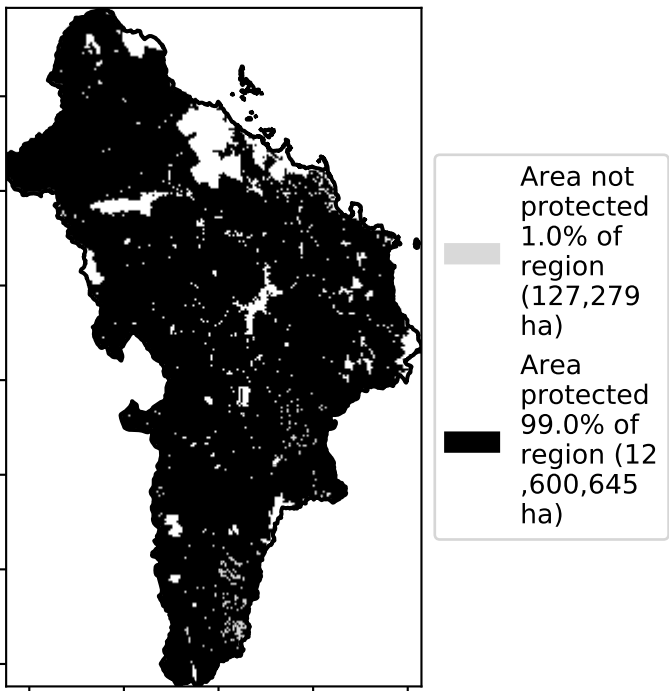 Area not
protected
1.0% of
region
(127,279
ha)
Area
protected
99.0% of
region (12
,600,645
ha)